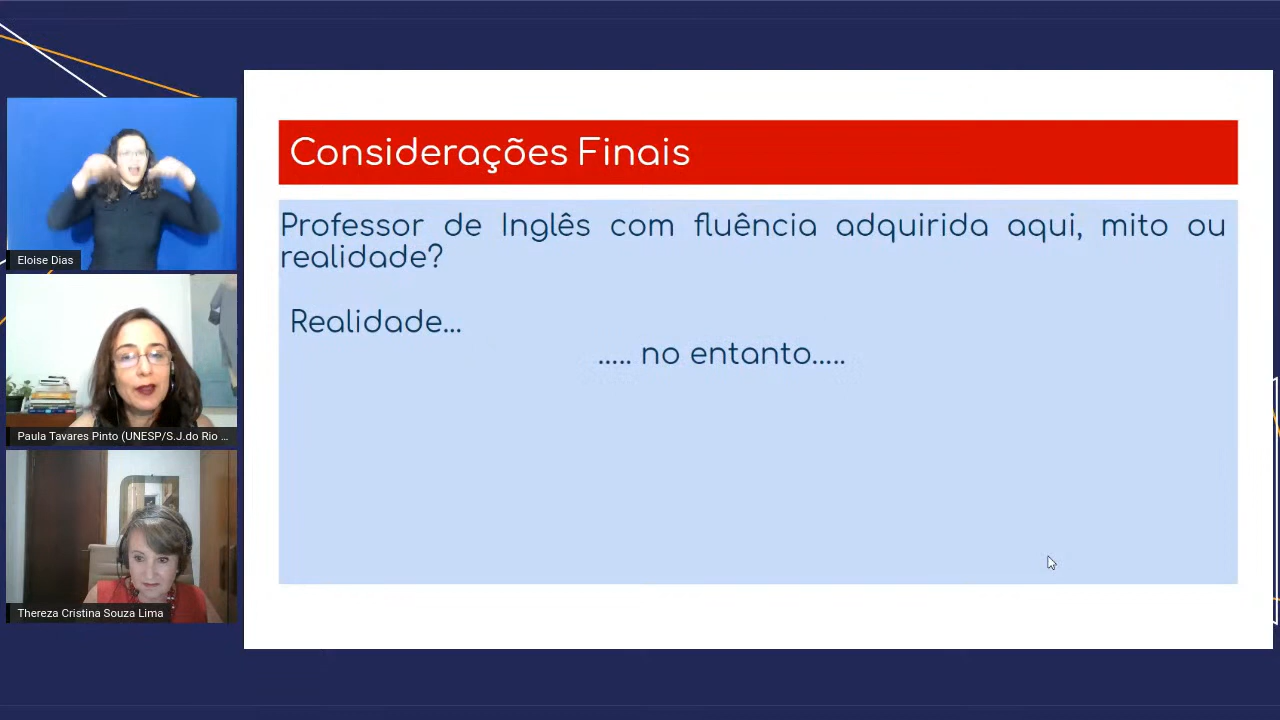 Considerações Finais
Professor de Inglês com fluência adquirida aqui, mito ou
realidade?
Realidade...
..... no entanto.....
Eloise Dias
Paula Tavares Pinto (UNESP/S.J.do Rio ...
Thereza Cristina Souza Lima